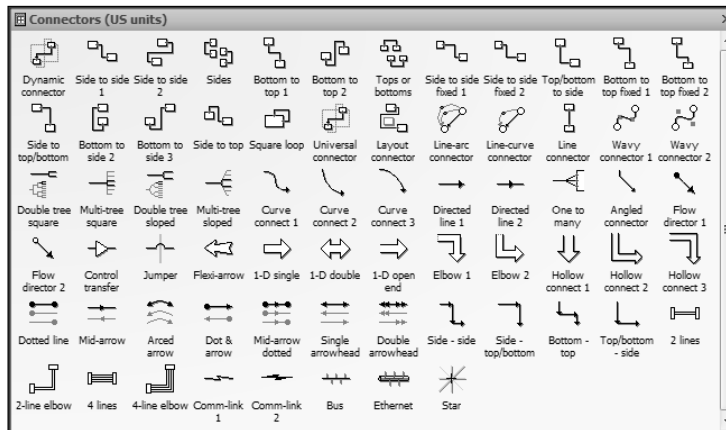 Connectors (US units)
Dynamic connector
Side to side 1
Side to side 2
Sides
Bottom to top 1
Bottom to top 2
Tops or bottoms
Side to side fixed 1
Side to side fixed 2
Top/bottom to side
Bottom to top fixed 1
Bottom to top fixed 2
Side to top/bottom
Bottom to side 2
Bottom to side 3
Side to top
Square loop
Universal connector
Layout connector
Line-arc connector
Line-curve connector
Line connector
Wavy connector 1
Wavy connector 2
Double tree square
Multi-tree square
Double tree sloped
Multi-tree sloped
Curve connect 1
Curve connect 2
Curve connect 3
Directed line 1
Directed line 2
One to many
Angled connector
Flow director 1
Flow director 2
Control transfer
Jumper
Flexi-arrow
1-D single
1-D double
1-D open end
Elbow 1
Elbow 2
Hollow connect 1
Hollow connect 2
Hollow connect 3
Dotted line
Mid-arrow
Arced arrow
Dot & arrow
Mid-arrow dotted
Single arrowhead
Double arrowhead
Side - side
Side - top/bottom
Bottom - top
Top/bottom - side
2 lines
2-line elbow
4 lines
4-line elbow
Comm-link 1
Comm-link 2
Bus
Ethernet
Star